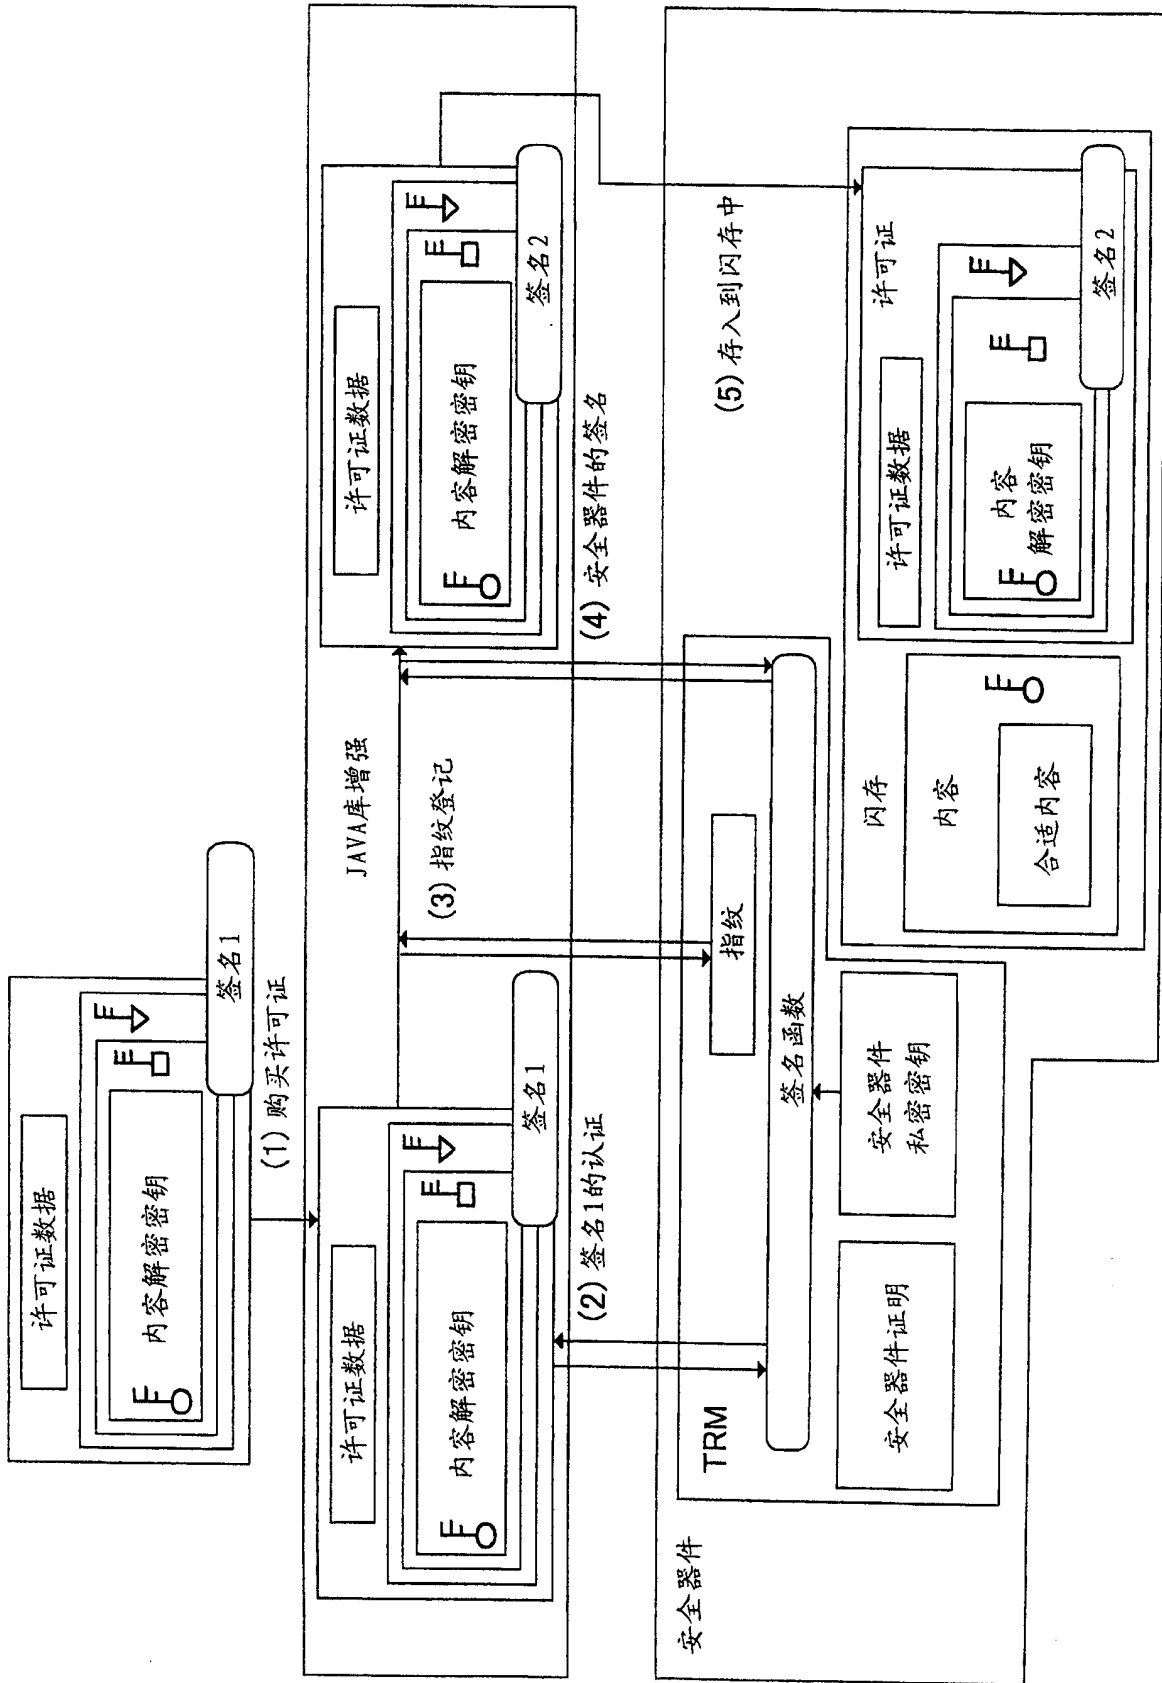 许可证数据
内容解密密钥
签名1
(1)购买许可证
JAVA库增强
许可证数据
内容解密密钥
签名1
(2)签名1的认证
(3)指纹登记
许可证数据
内容解密密钥
签名2
(4)安全器件的签名
(5)存入到闪存中
安全器件
TRM
指纹
签名函数
安全器件证明
安全器件
私密密钥
闪存
内容
合适内容
许可证
许可证数据
内容
解密密钥
签名2